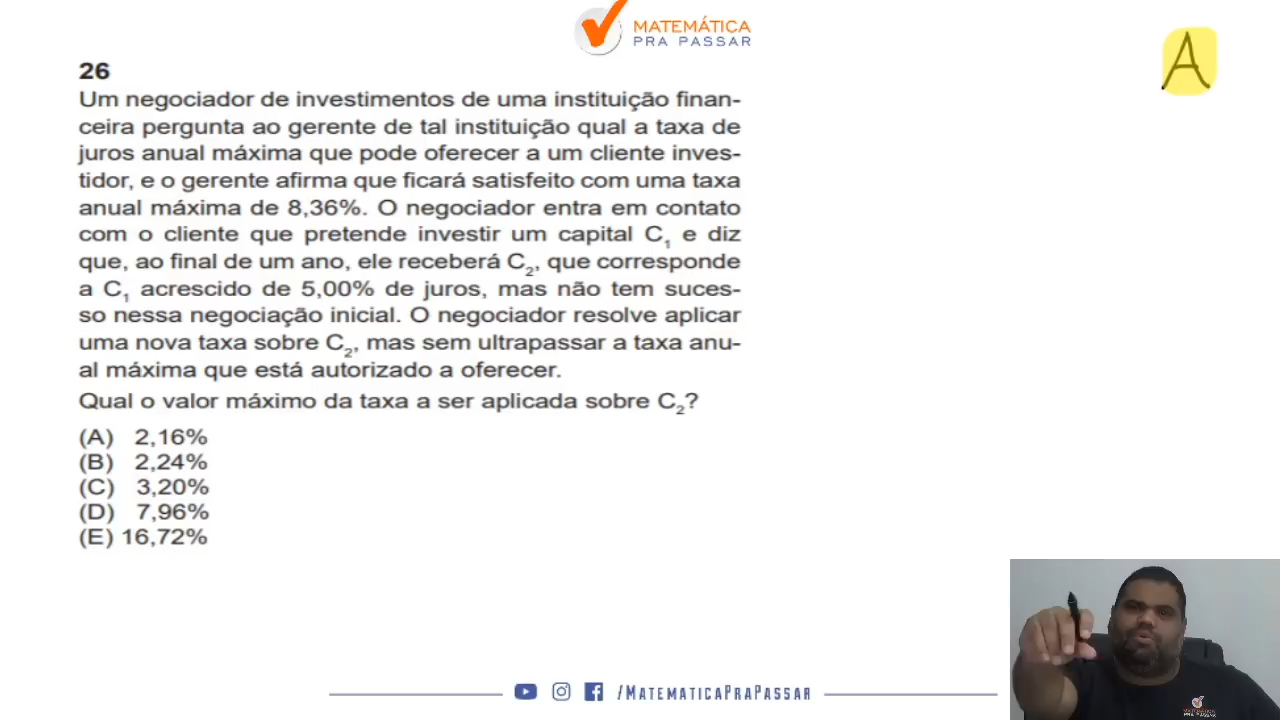 MATEMÁTICA
PRA PASSAR
A
26
Um negociador de investimentos de uma instituição finan-
ceira pergunta ao gerente de tal instituição qual a taxa de
juros anual máxima que pode oferecer a um cliente inves-
tidor, e o gerente afirma que ficará satisfeito com uma taxa
anual máxima de 8,36%. O negociador entra em contato
com o cliente que pretende investir um capital C₁ e diz
que, ao final de um ano, ele receberá C₂, que corresponde
a C₁ acrescido de 5,00% de juros, mas não tem suces-
so nessa negociação inicial. O negociador resolve aplicar
uma nova taxa sobre C₂, mas sem ultrapassar a taxa anu-
al máxima que está autorizado a oferecer.
Qual o valor máximo da taxa a ser aplicada sobre C₂?
(A) 2,16%
(B) 2,24%
(C) 3,20%
(D) 7,96%
(E) 16,72%
MATEMÁTICA
PRA PASSAR
/MATEMATICAPRAPASSAR